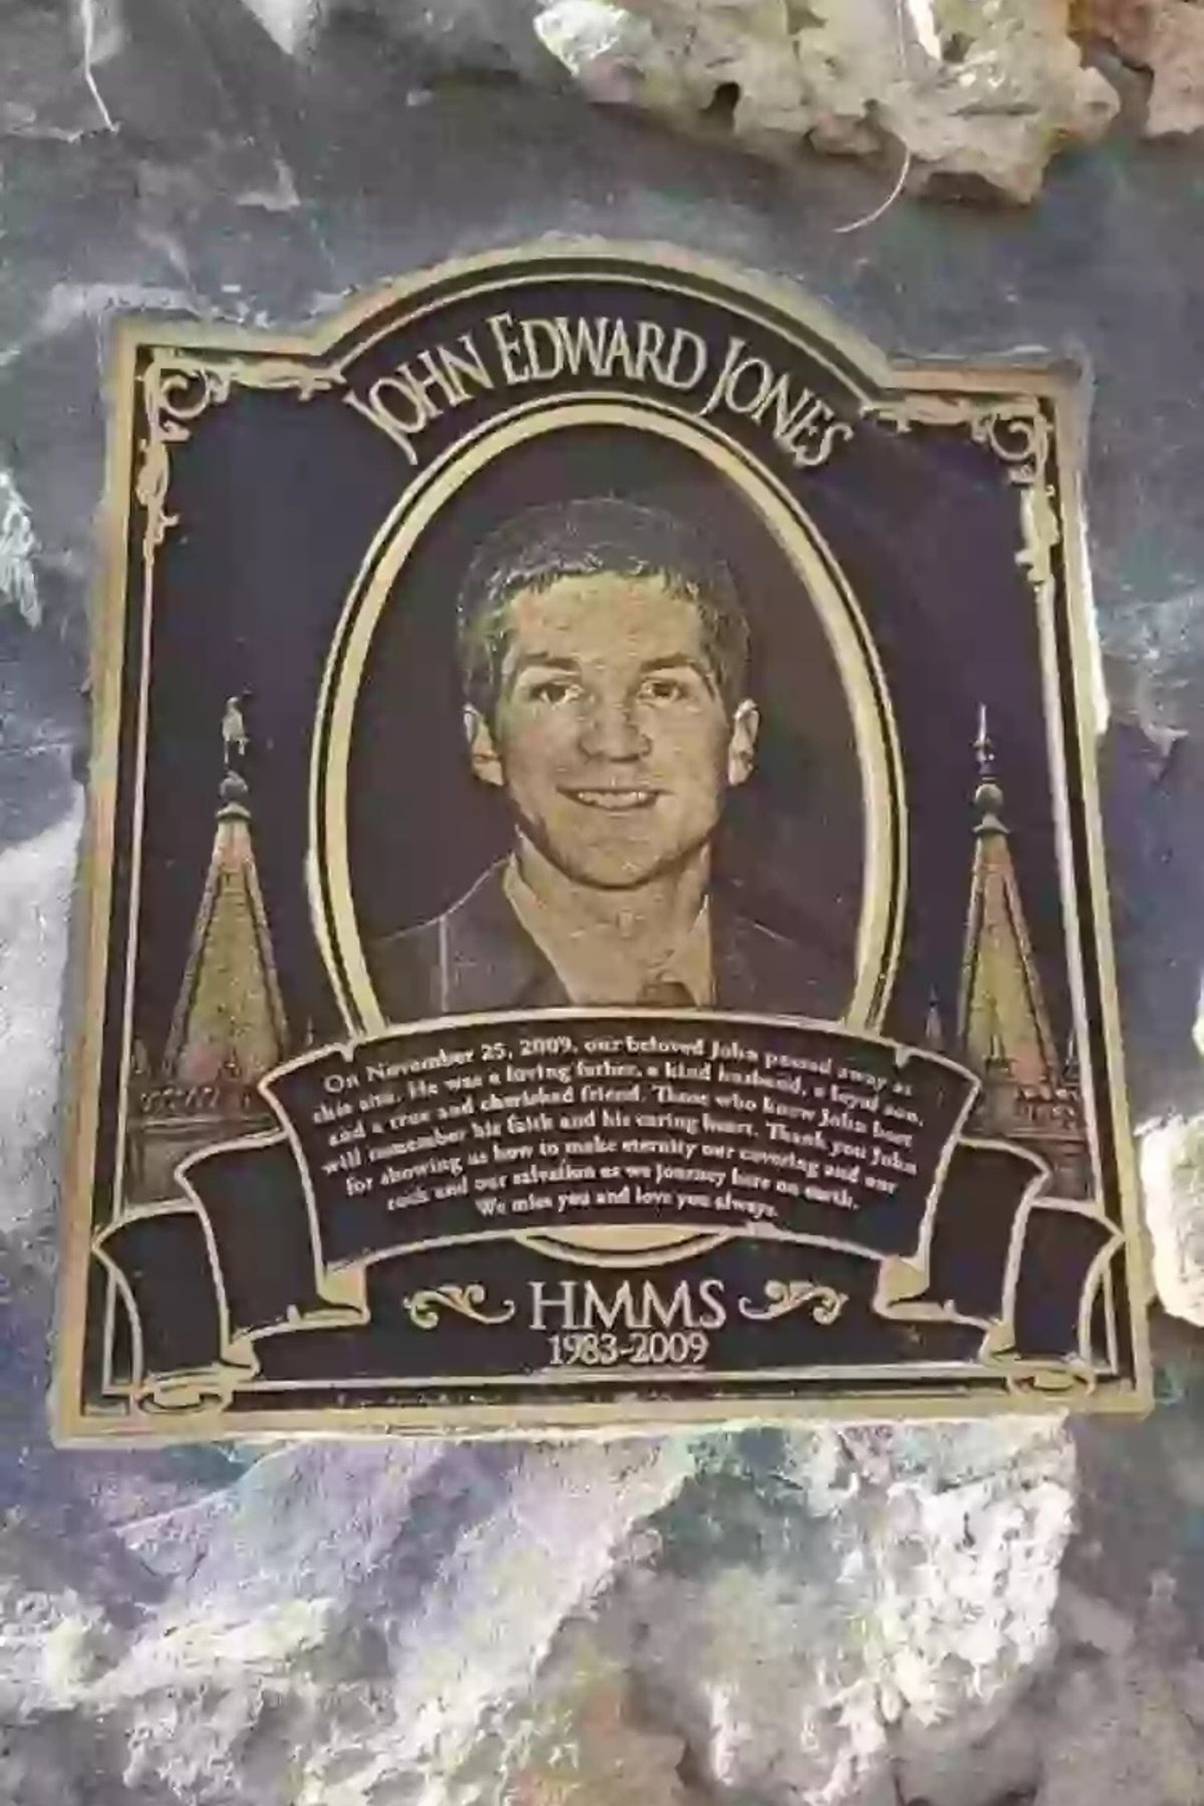 JOHN EDWARD JONES
On November 25, 2009, our beloved John passed away at
this site. He was a loving father, a kind husband, a loyal son,
and a true and cherished friend. Those who knew John best
will remember his faith and his caring heart. Thank you John
for showing us how to make eternity our covering and our
rock and our salvation as we journey here on earth.
We miss you and love you always.
HMMS
1983-2009